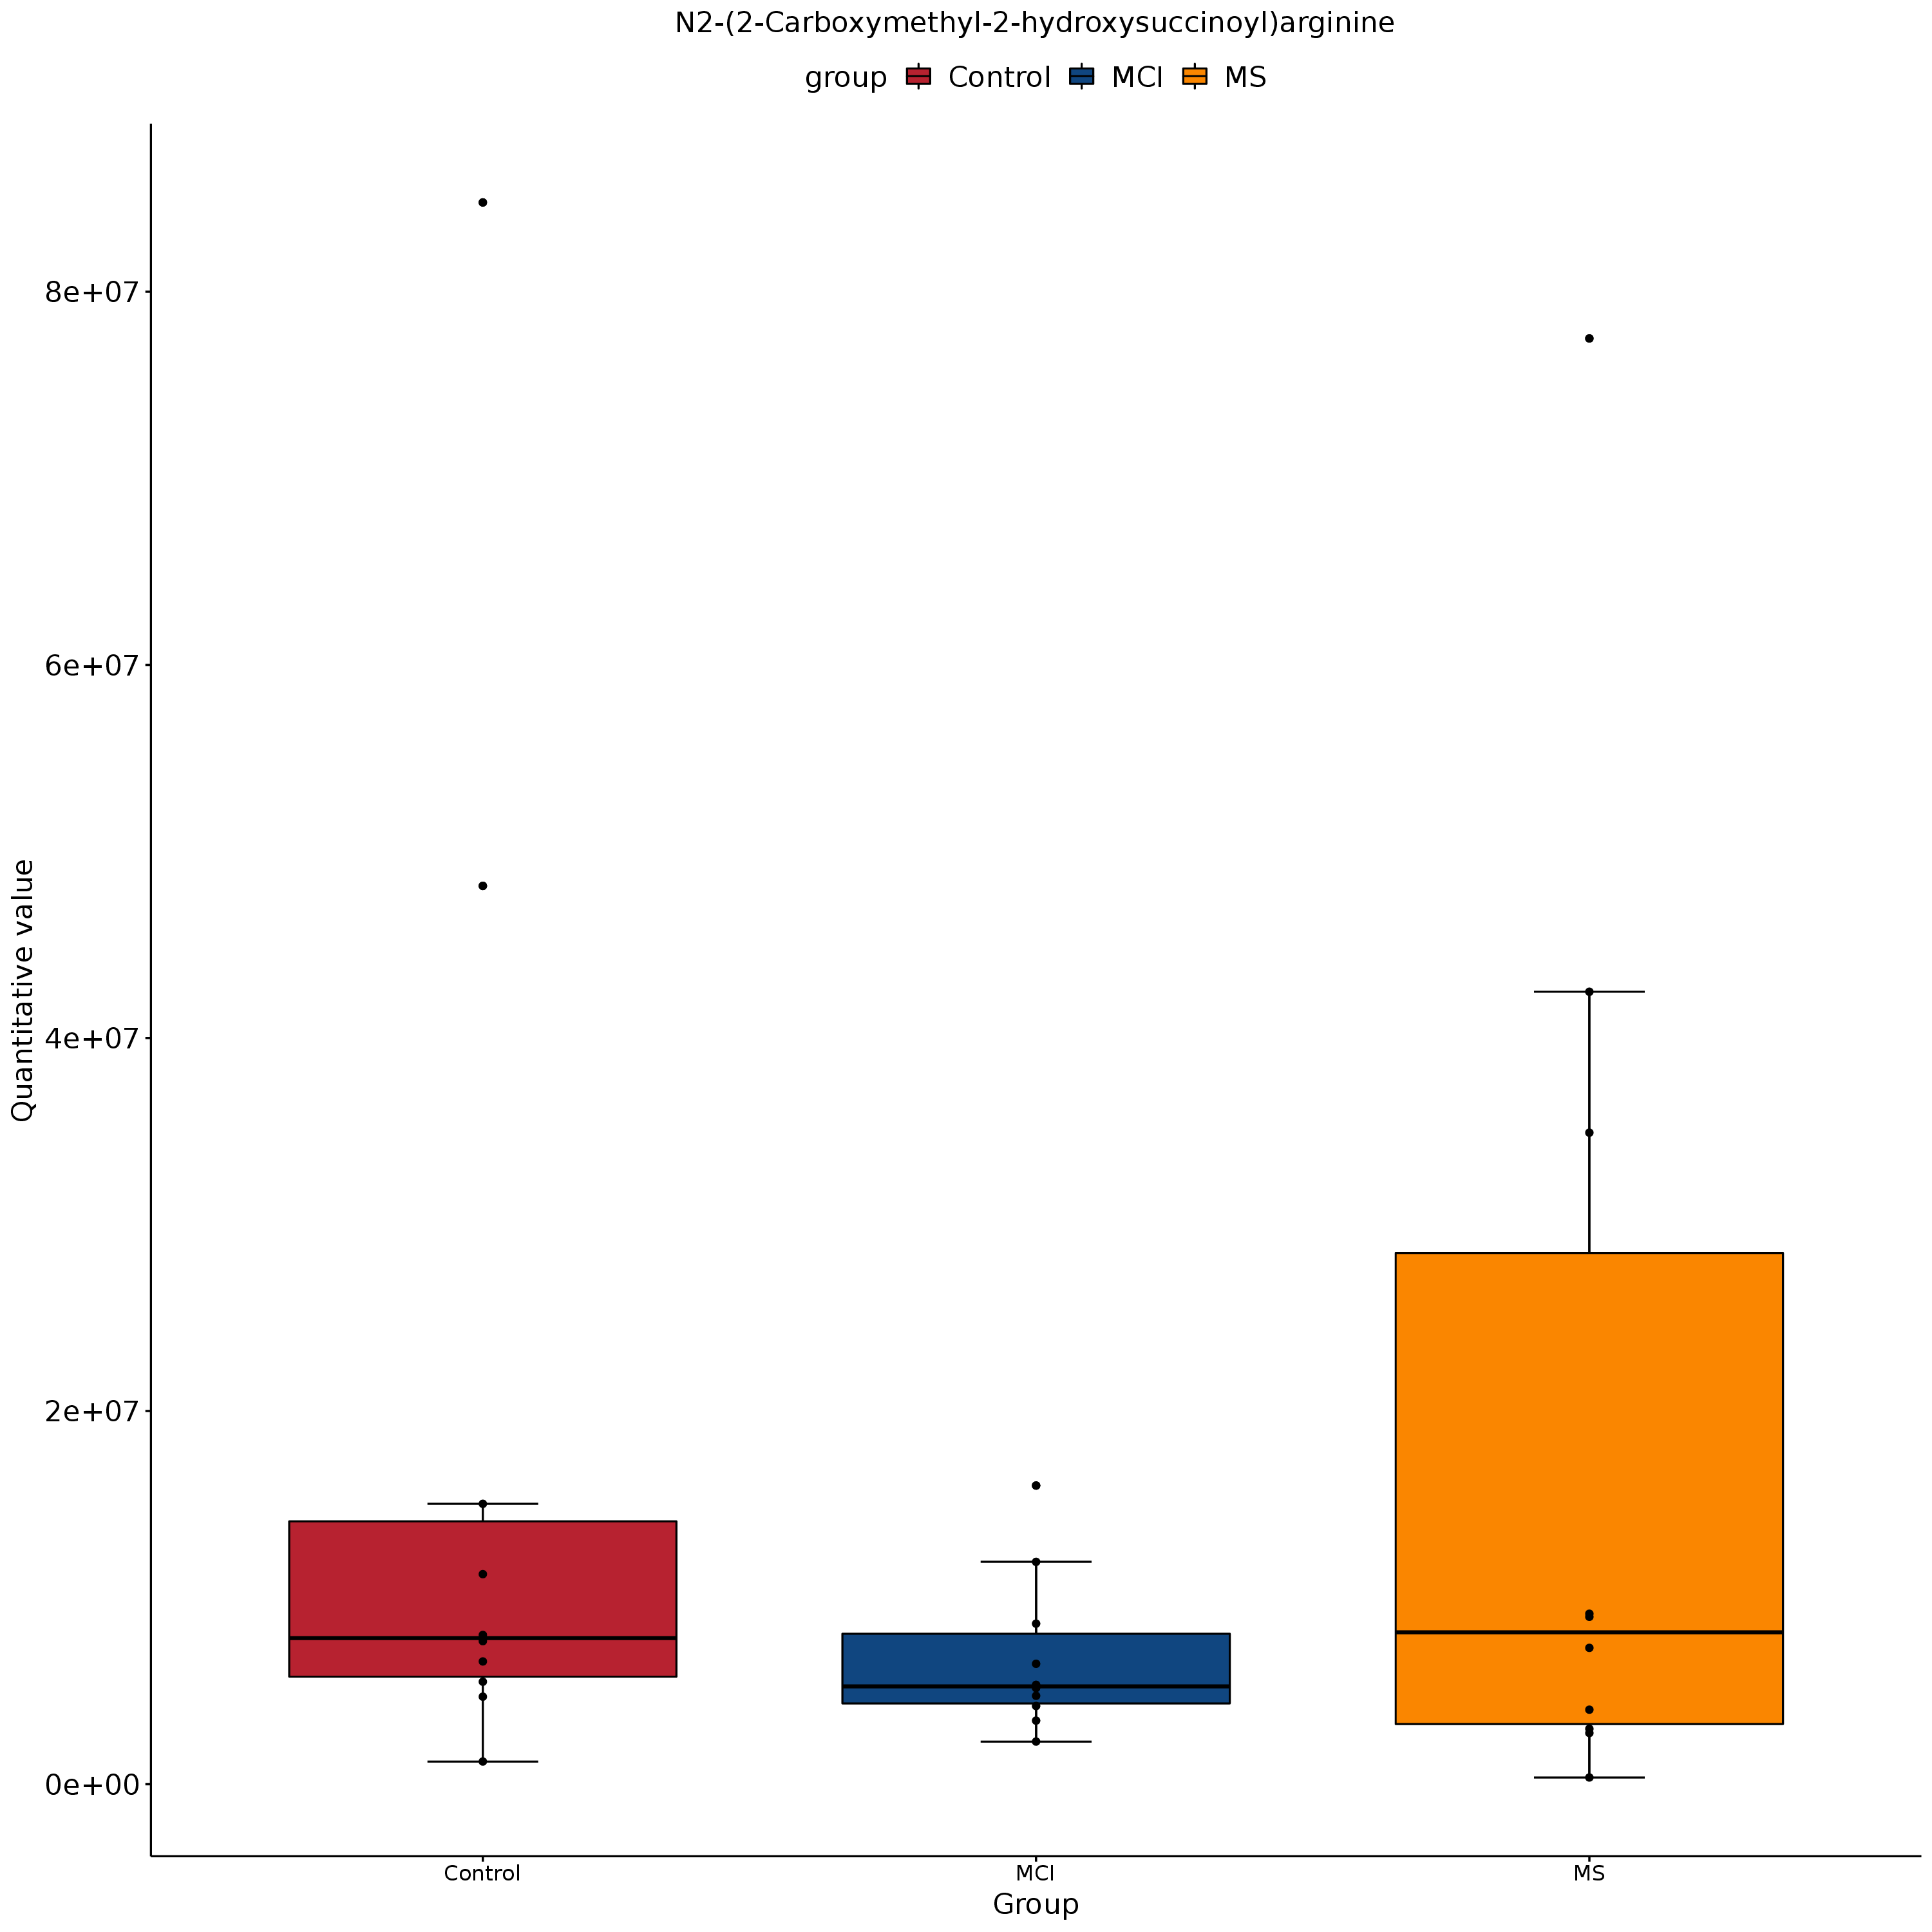 N2-(2-Carboxymethyl-2-hydroxysuccinoyl)arginine
group Control MCI MS
8e+07
6e+07
4e+07
2e+07
0e+00
Quantitative value
Control MCI MS
Group